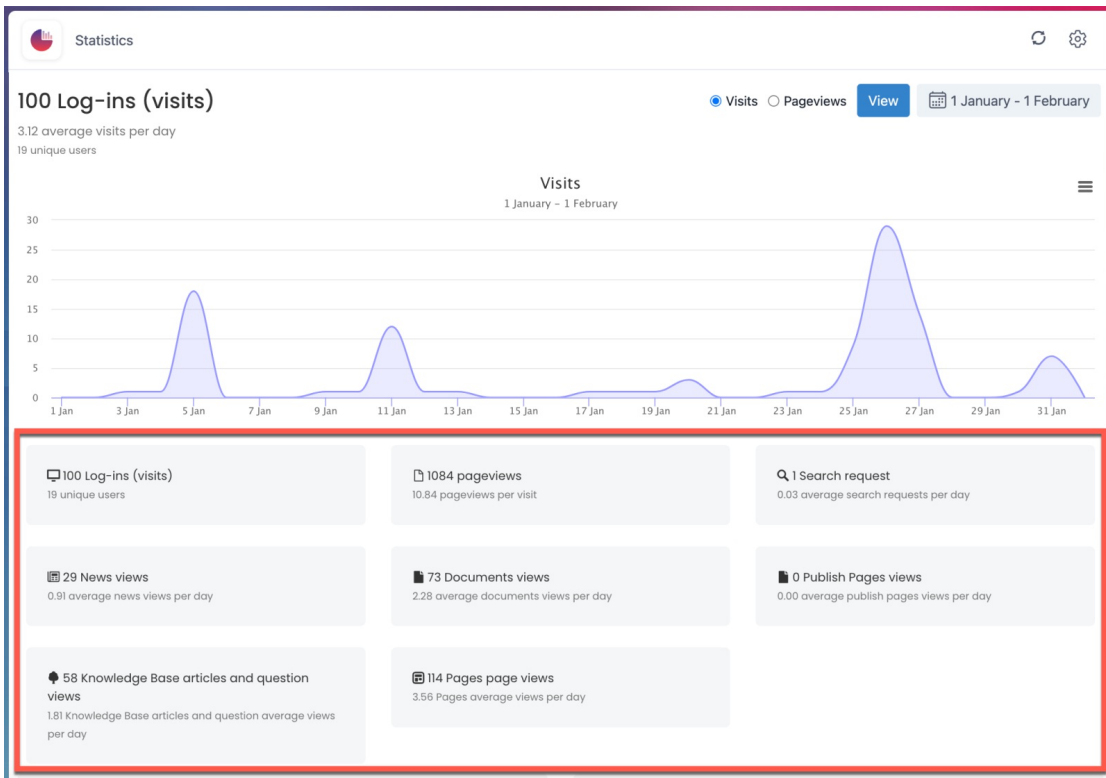 Statistics
100 Log-ins (visits)
Visits
Pageviews
View
1 January - 1 February
3.12 average visits per day
19 unique users
Visits
1 January – 1 February
30
25
20
15
10
5
0
1 Jan
3 Jan
5 Jan
7 Jan
9 Jan
11 Jan
13 Jan
15 Jan
17 Jan
19 Jan
21 Jan
23 Jan
25 Jan
27 Jan
29 Jan
31 Jan
100 Log-ins (visits)
19 unique users
1084 pageviews
10.84 pageviews per visit
1 Search request
0.03 average search requests per day
29 News views
0.91 average news views per day
73 Documents views
2.28 average documents views per day
0 Publish Pages views
0.00 average publish pages views per day
58 Knowledge Base articles and question
views
1.81 Knowledge Base articles and question average views
per day
114 Pages page views
3.56 Pages average views per day